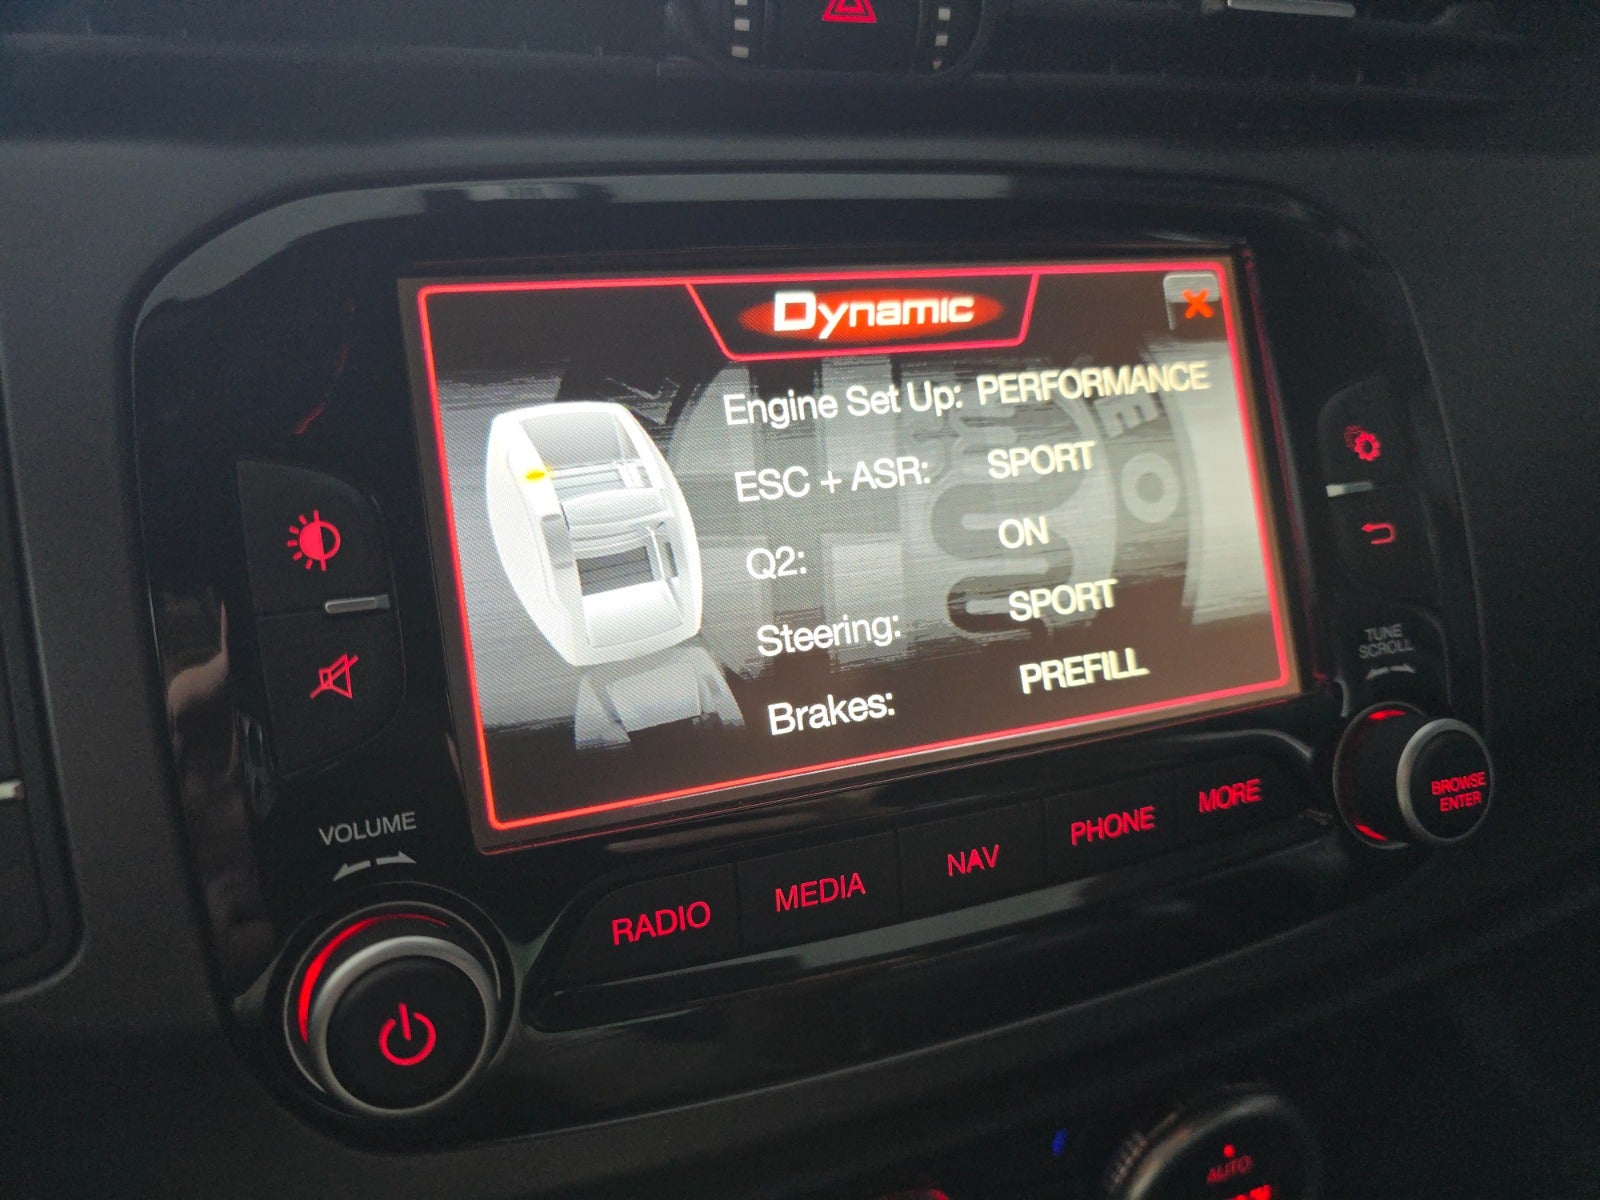 Dynamic
Engine Set Up: PERFORMANCE
ESC + ASR: SPORT
Q2: ON
Steering: SPORT
Brakes: PREFILL
TUNE
SCROLL
BROWSE
ENTER
VOLUME
RADIO MEDIA NAV PHONE MORE
AUTO